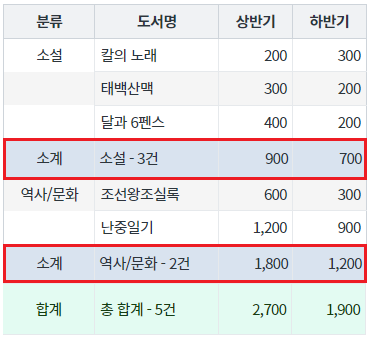 분류 도서명 상반기 하반기
소설 칼의 노래 200 300
태백산맥 300 200
달과 6펜스 400 200
소계 소설 - 3건 900 700
역사/문화 조선왕조실록 600 300
난중일기 1,200 900
소계 역사/문화 - 2건 1,800 1,200
합계 총 합계 - 5건 2,700 1,900